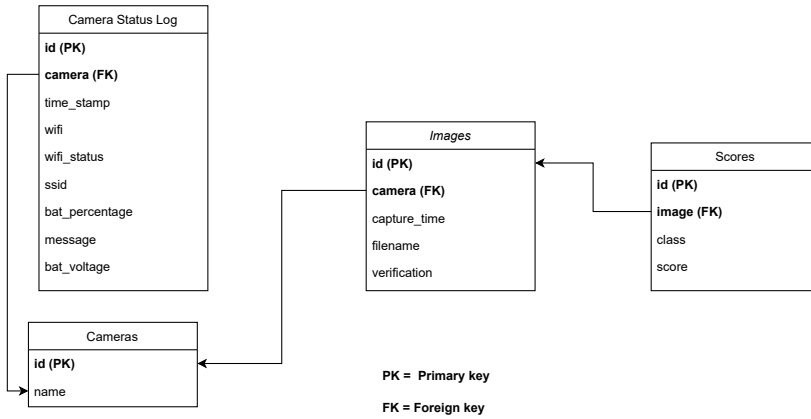 Camera Status Log
id (PK)
camera (FK)
time_stamp
wifi
wifi_status
ssid
bat_percentage
message
bat_voltage
Cameras
id (PK)
name
Images
id (PK)
camera (FK)
capture_time
filename
verification
Scores
id (PK)
image (FK)
class
score
PK = Primary key
FK = Foreign key